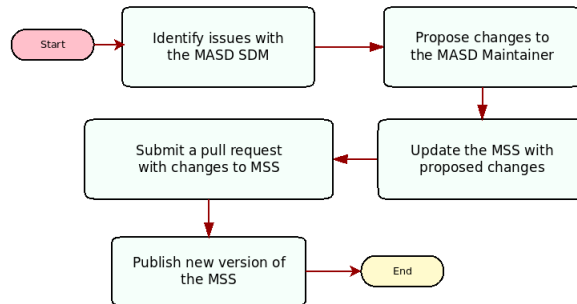 Start
Identify issues with
the MASD SDM
Propose changes to
the MASD Maintainer
Submit a pull request
with changes to MSS
Update the MSS with
proposed changes
Publish new version of
the MSS
End